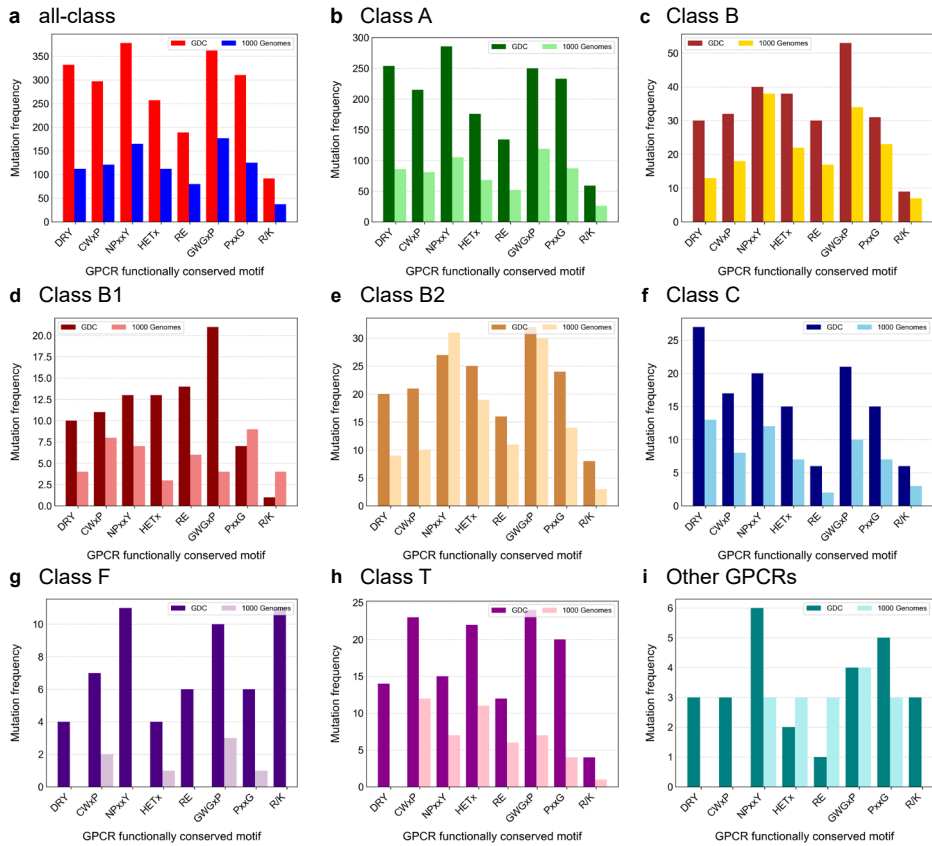 a all-class
GDC 1000 Genomes
Mutation frequency
350
300
250
200
150
100
50
0
DRY CWxP NPxxY HETx RE GWGxP PxxG R/K
GPCR functionally conserved motif
b Class A
GDC 1000 Genomes
Mutation frequency
300
250
200
150
100
50
0
DRY CWxP NPxxY HETx RE GWGxP PxxG R/K
GPCR functionally conserved motif
c Class B
GDC 1000 Genomes
Mutation frequency
50
40
30
20
10
0
DRY CWxP NPxxY HETx RE GWGxP PxxG R/K
GPCR functionally conserved motif
d Class B1
GDC 1000 Genomes
Mutation frequency
20.0
17.5
15.0
12.5
10.0
7.5
5.0
2.5
0.0
DRY CWxP NPxxY HETx RE GWGxP PxxG R/K
GPCR functionally conserved motif
e Class B2
GDC 1000 Genomes
Mutation frequency
30
25
20
15
10
5
0
DRY CWxP NPxxY HETx RE GWGxP PxxG R/K
GPCR functionally conserved motif
f Class C
GDC 1000 Genomes
Mutation frequency
25
20
15
10
5
0
DRY CWxP NPxxY HETx RE GWGxP PxxG R/K
GPCR functionally conserved motif
g Class F
GDC 1000 Genomes
Mutation frequency
10
8
6
4
2
0
DRY CWxP NPxxY HETx RE GWGxP PxxG R/K
GPCR functionally conserved motif
h Class T
GDC 1000 Genomes
Mutation frequency
25
20
15
10
5
0
DRY CWxP NPxxY HETx RE GWGxP PxxG R/K
GPCR functionally conserved motif
i Other GPCRs
GDC 1000 Genomes
Mutation frequency
6
5
4
3
2
1
0
DRY CWxP NPxxY HETx RE GWGxP PxxG R/K
GPCR functionally conserved motif